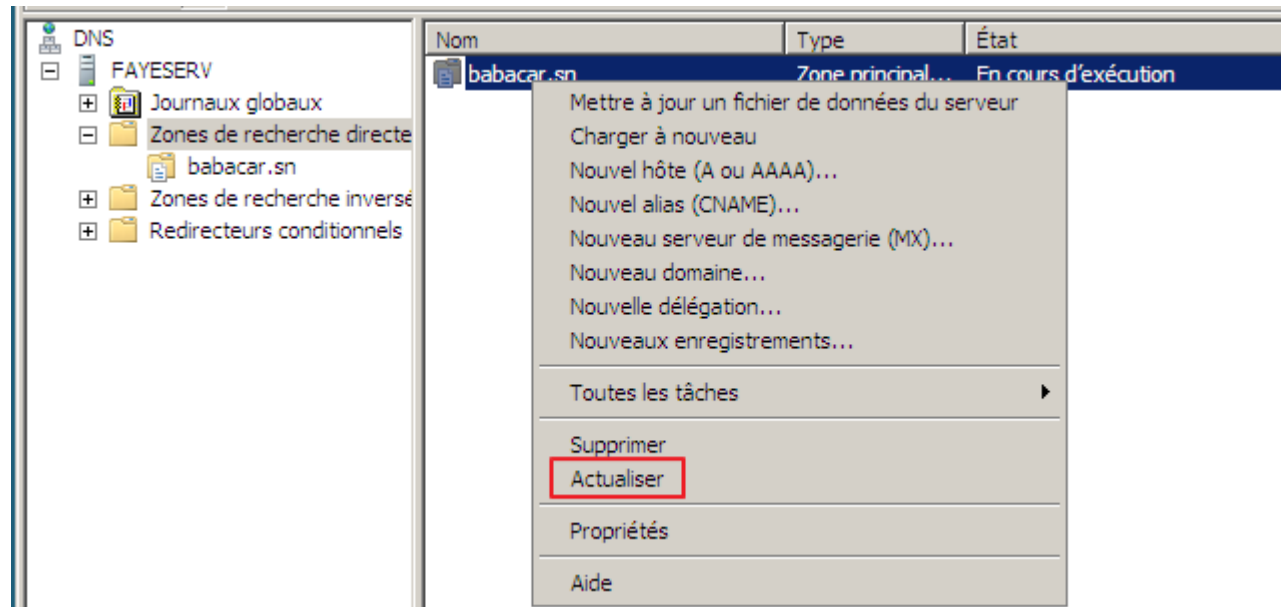 DNS
FAYESERV
Journaux globaux
Zones de recherche directe
babacar.sn
Zones de recherche inversé
Redirecteurs conditionnels
Nom Type État
babacar.sn Zone principal... En cours d'exécution
Mettre à jour un fichier de données du serveur
Charger à nouveau
Nouvel hôte (A ou AAAA)...
Nouvel alias (CNAME)...
Nouveau serveur de messagerie (MX)...
Nouveau domaine...
Nouvelle délégation...
Nouveaux enregistrements...
Toutes les tâches
Supprimer
Actualiser
Propriétés
Aide